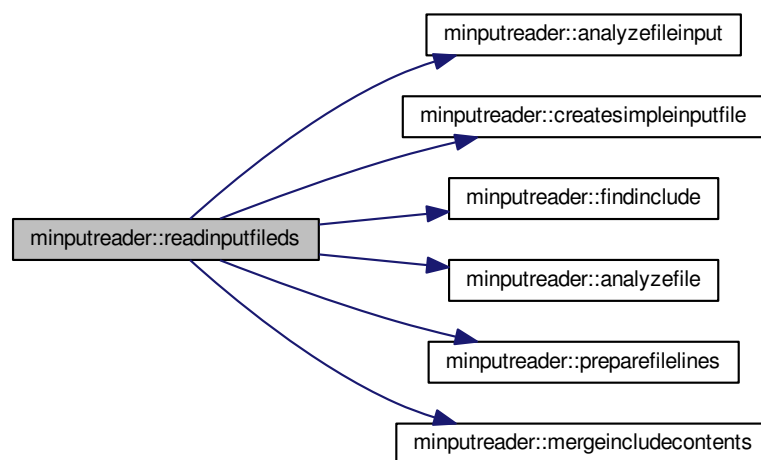 minputreader::analyzefileinput
minputreader::createsimpleinputfile
minputreader::findinclude
minputreader::readinputfileds
minputreader::analyzefile
minputreader::preparefilelines
minputreader::mergeincludecontents